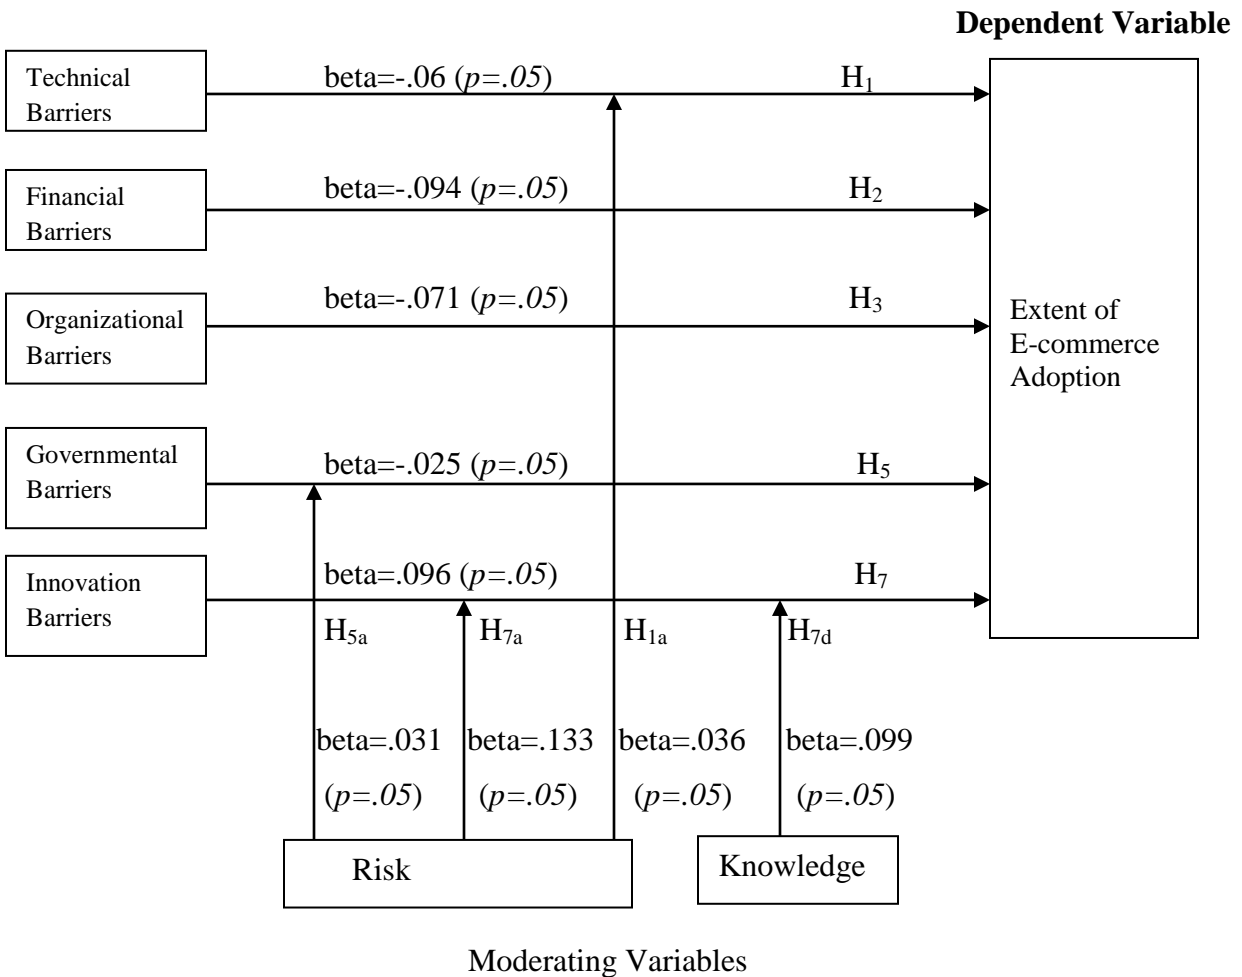 Dependent Variable
Technical
Barriers
beta=-.06 (p=.05)
H1
Financial
Barriers
beta=-.094 (p=.05)
H2
Organizational
Barriers
beta=-.071 (p=.05)
H3
Extent of
E-commerce
Adoption
Governmental
Barriers
beta=-.025 (p=.05)
H5
Innovation
Barriers
beta=.096 (p=.05)
H7
H5a
H7a
H1a
H7d
beta=.031
(p=.05)
beta=.133
(p=.05)
beta=.036
(p=.05)
beta=.099
(p=.05)
Risk
Knowledge
Moderating Variables